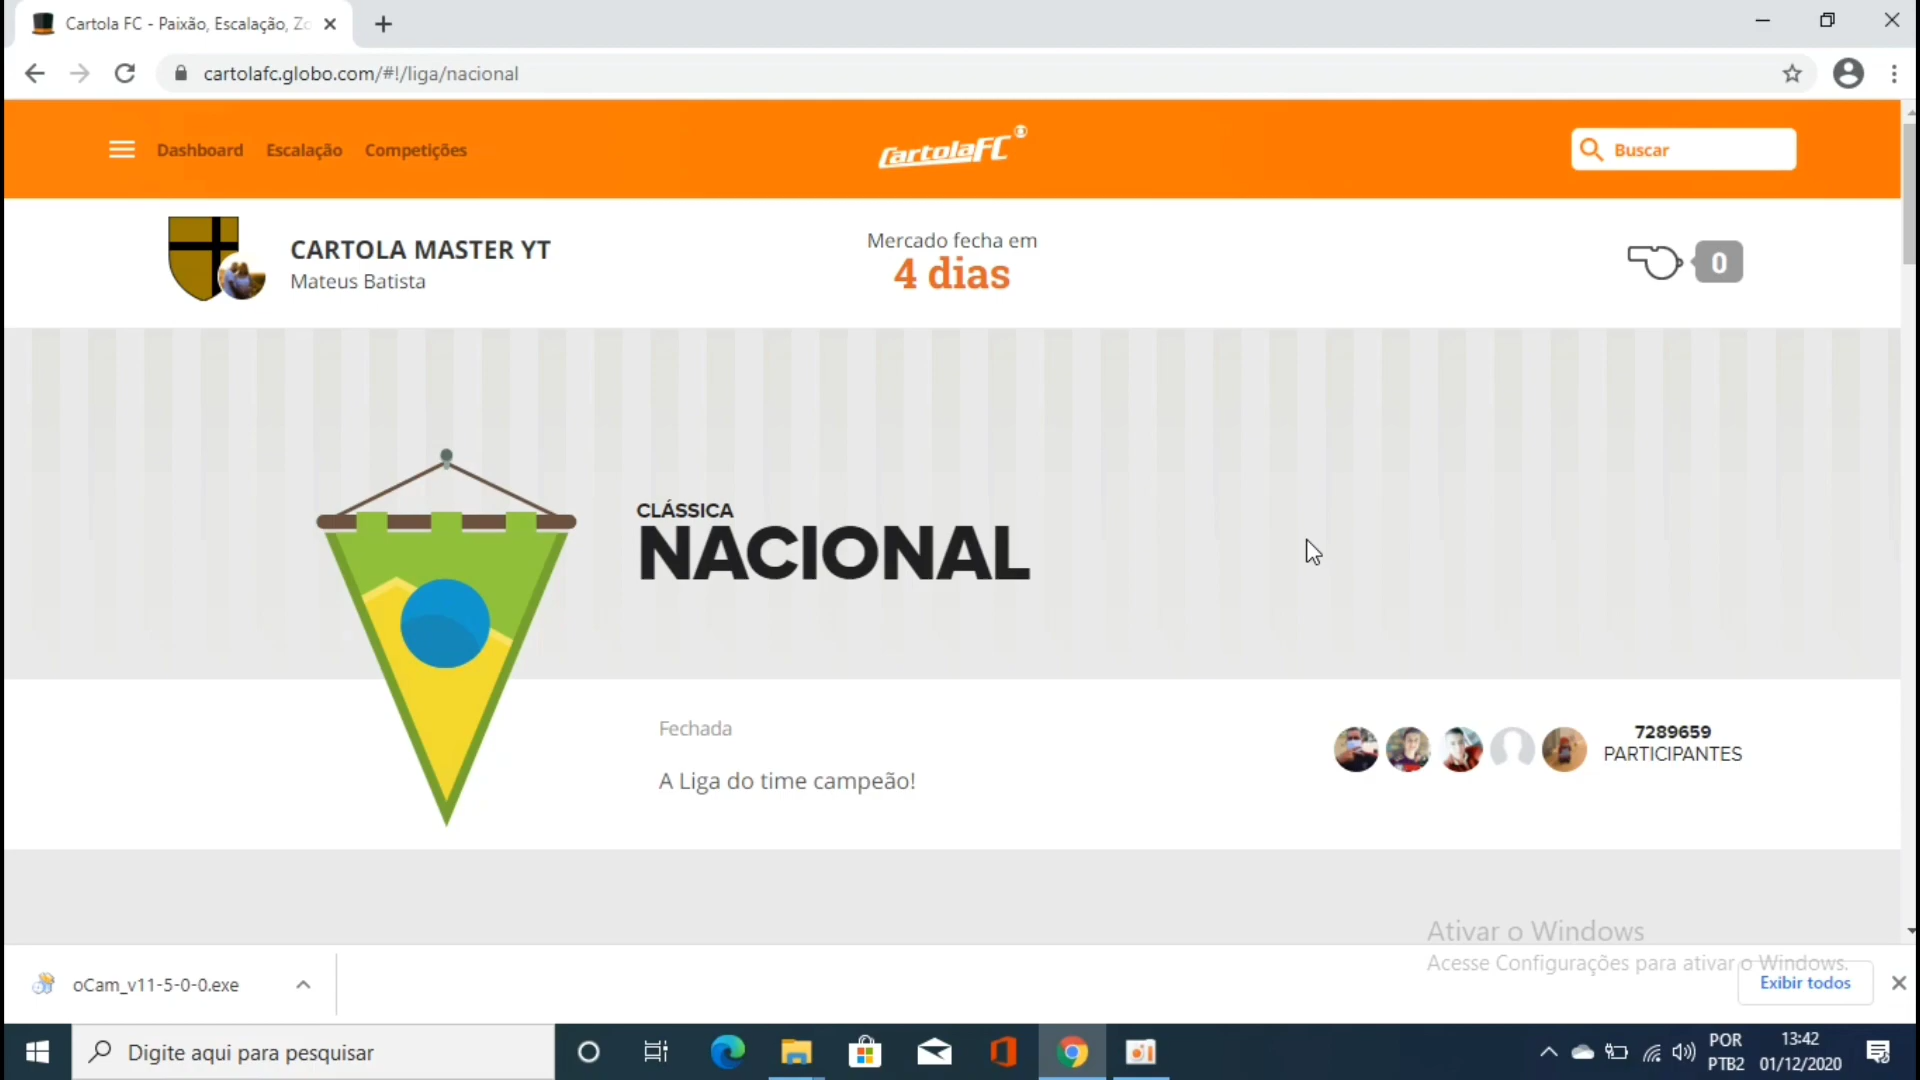 Cartola FC - Paixão, Escalação, Zo
cartolafc.globo.com/#!/liga/nacional
Dashboard Escalação Competições
CartolaFC
Buscar
CARTOLA MASTER YT
Mateus Batista
Mercado fecha em
4 dias
0
CLÁSSICA
NACIONAL
Fechada
A Liga do time campeão!
7289659
PARTICIPANTES
Ativar o Windows
Acesse Configurações para ativar o Windows.
oCam_v11-5-0-0.exe
Exibir todos
Digite aqui para pesquisar
POR
PTB2
13:42
01/12/2020